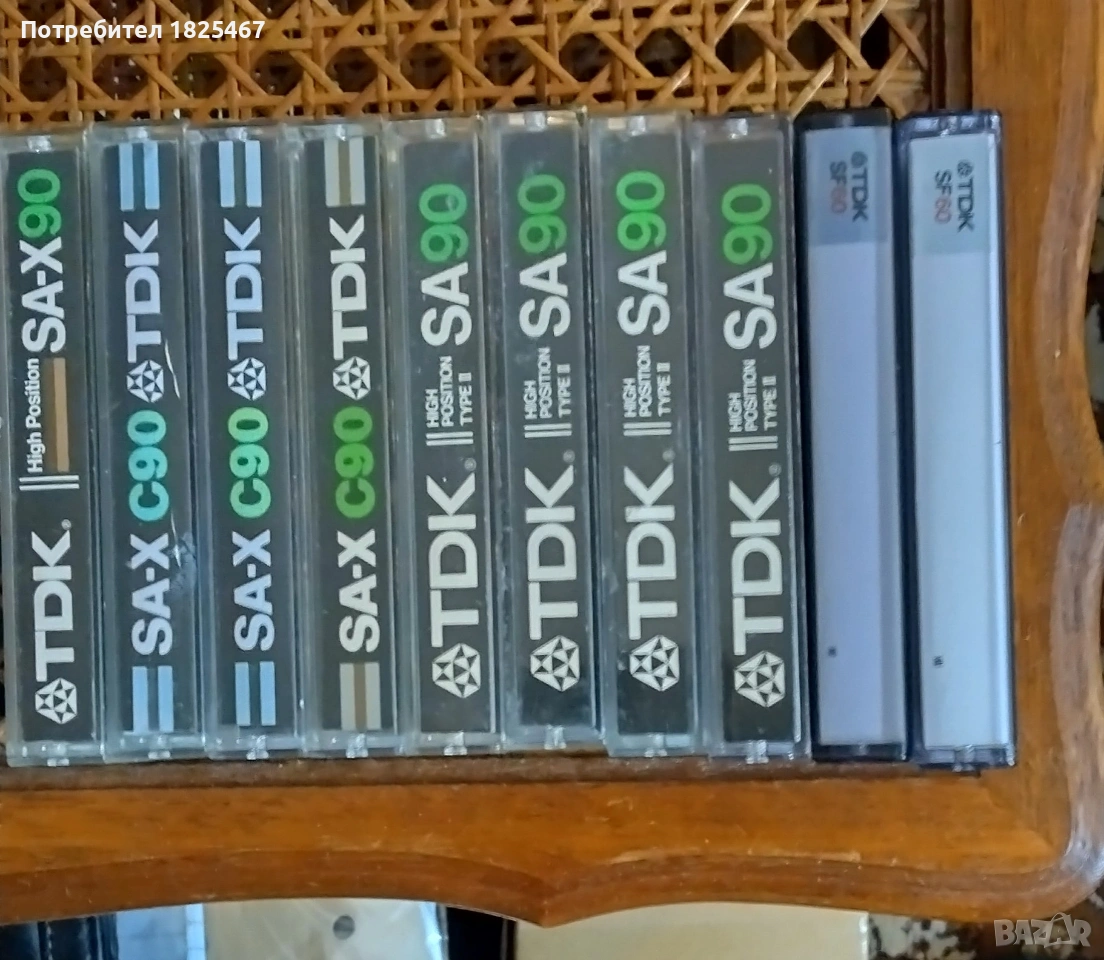 Потребител 1825467
TDK. High Position SA-X90
SA-X C90 TDK
SA-X C90 TDK
SA-X C90 TDK
TDK. HIGH POSITION TYPE II SA90
TDK. HIGH POSITION TYPE II SA90
TDK. HIGH POSITION TYPE II SA90
TDK. HIGH POSITION TYPE II SA90
TDK
SF60
TDK
SF60
BAZAR